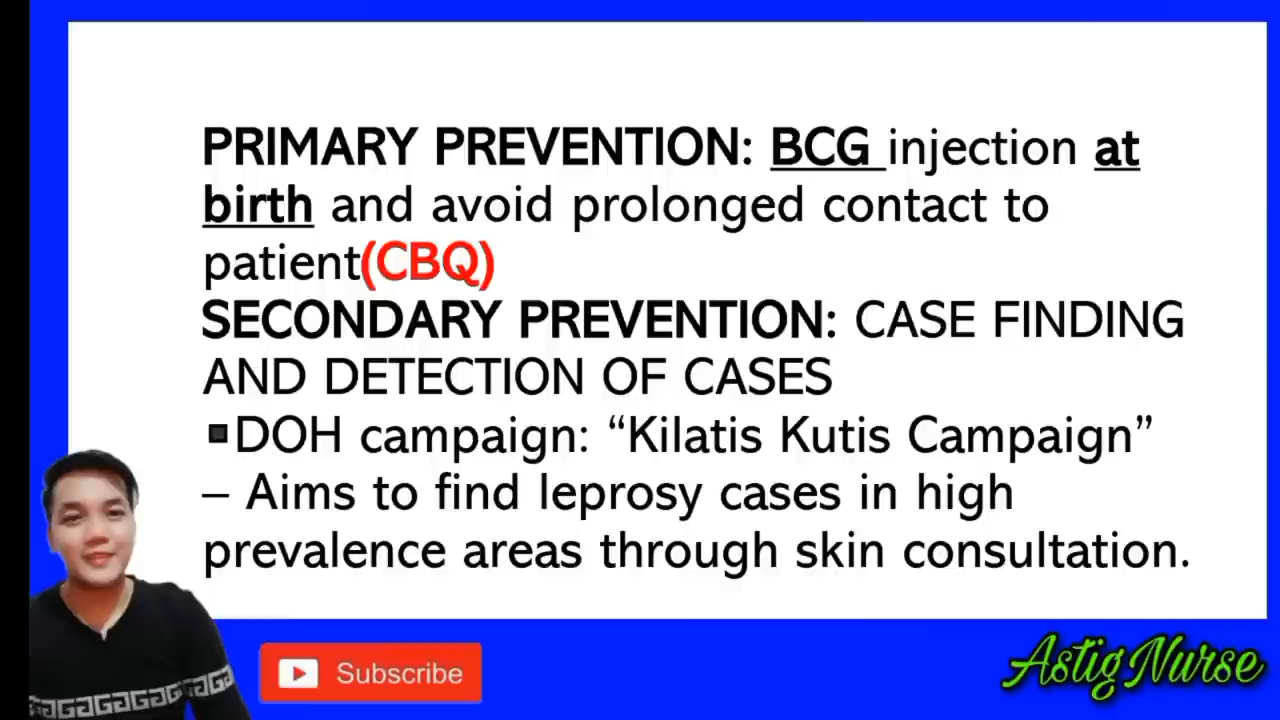 PRIMARY PREVENTION: BCG injection at
birth and avoid prolonged contact to
patient(CBQ)
SECONDARY PREVENTION: CASE FINDING
AND DETECTION OF CASES
▪DOH campaign: “Kilatis Kutis Campaign”
– Aims to find leprosy cases in high
prevalence areas through skin consultation.
Subscribe
Astig Nurse